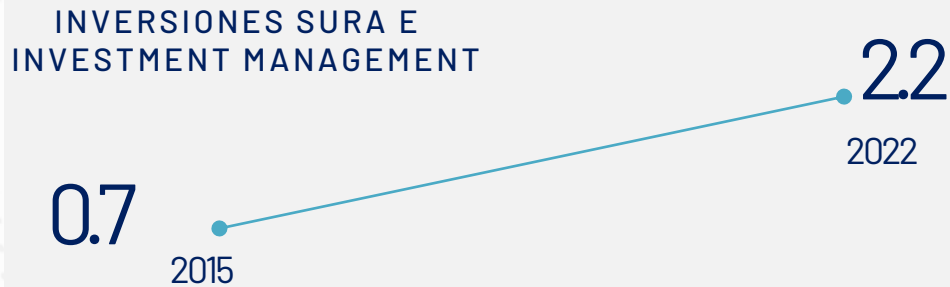 INVERSIONES SURA E
INVESTMENT MANAGEMENT
2.2
2022
0.7
2015